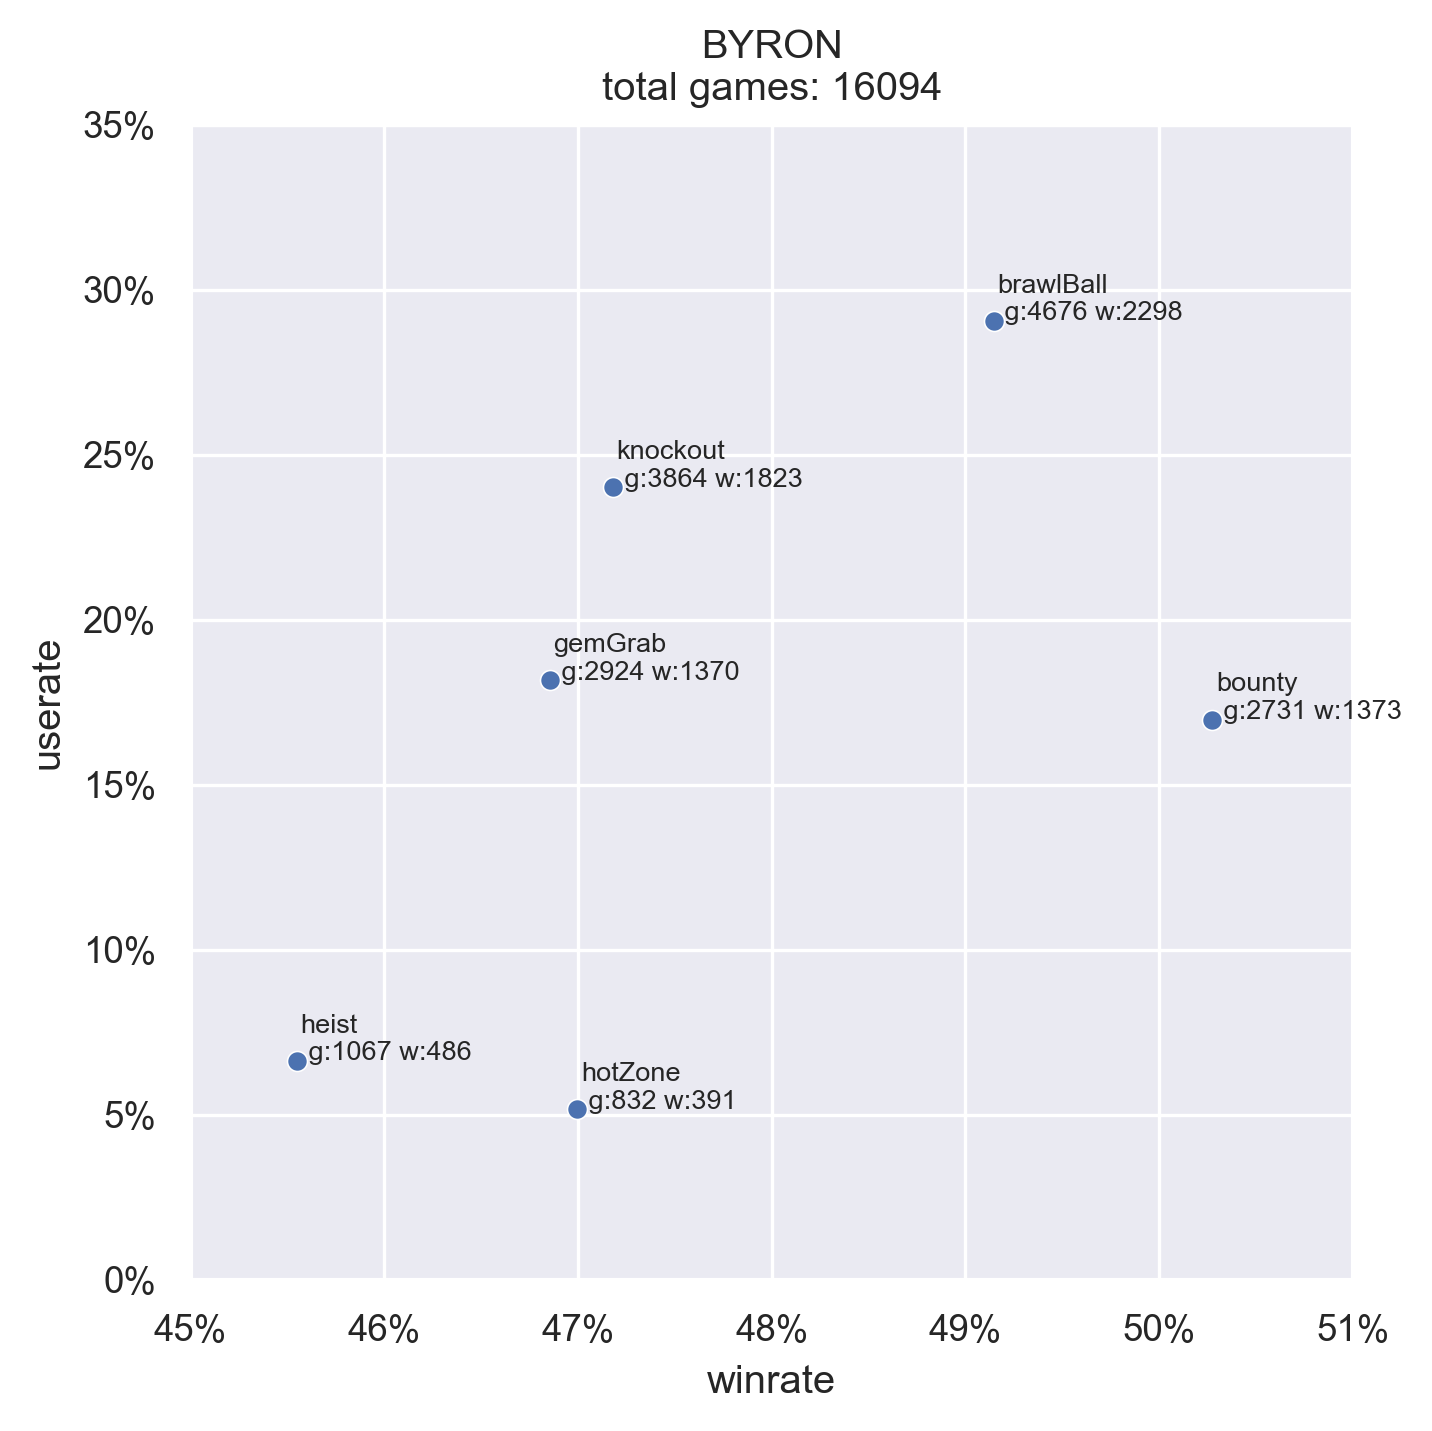 BYRON
total games: 16094
35%
30%
25%
20%
15%
10%
5%
0%
userate
brawlBall
g:4676 w:2298
knockout
g:3864 w:1823
gemGrab
g:2924 w:1370
bounty
g:2731 w:1373
heist
g:1067 w:486
hotZone
g:832 w:391
45% 46% 47% 48% 49% 50% 51%
winrate